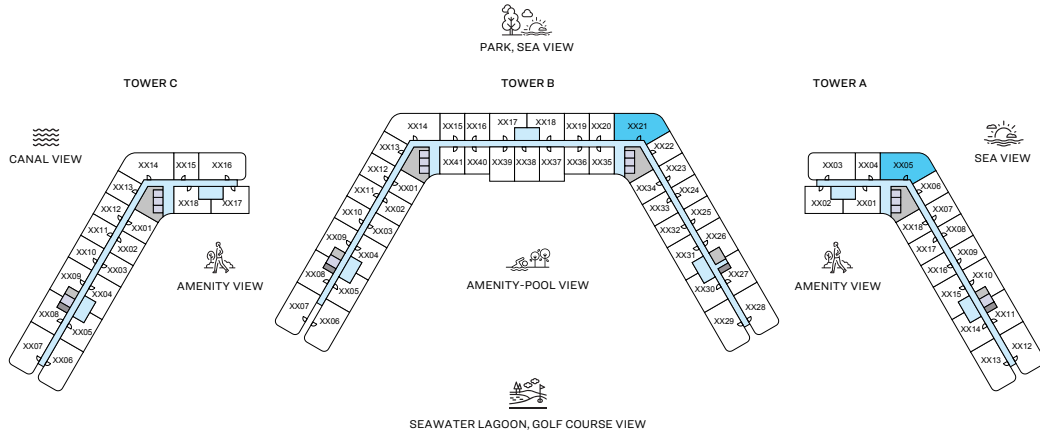 PARK, SEA VIEW
TOWER C
TOWER B
TOWER A
CANAL VIEW
SEA VIEW
XX14
XX15
XX16
XX13
XX12
XX11
XX10
XX09
XX08
XX07
XX06
XX05
XX04
XX03
XX02
XX01
XX18
XX17
AMENITY VIEW
XX14
XX15
XX16
XX17
XX18
XX19
XX20
XX21
XX13
XX12
XX11
XX10
XX09
XX08
XX07
XX06
XX05
XX04
XX03
XX02
XX01
XX41
XX40
XX39
XX38
XX37
XX36
XX35
XX22
XX23
XX24
XX25
XX26
XX27
XX28
XX29
XX30
XX31
XX32
XX33
XX34
AMENITY-POOL VIEW
XX03
XX04
XX05
XX02
XX01
XX06
XX07
XX08
XX09
XX10
XX11
XX12
XX13
XX14
XX15
XX16
XX17
XX18
AMENITY VIEW
SEAWATER LAGOON, GOLF COURSE VIEW